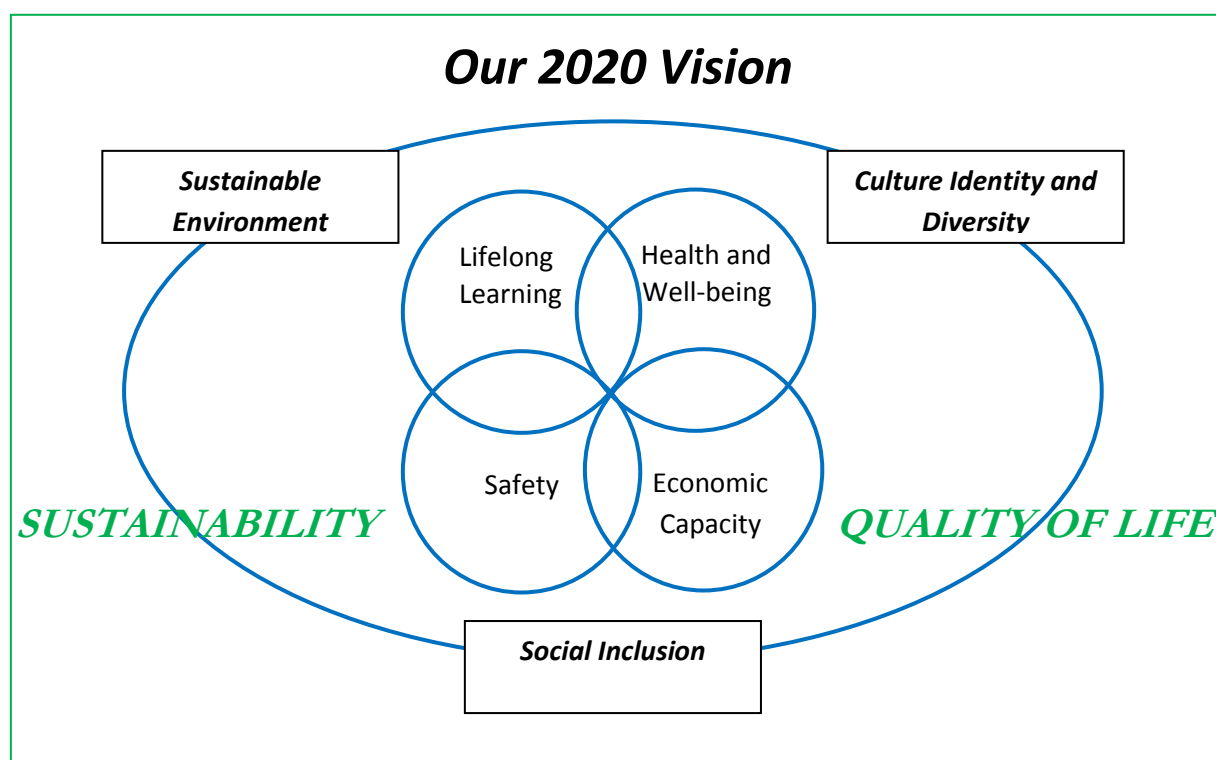 Our 2020 Vision
Sustainable
Environment
Culture Identity and
Diversity
Lifelong
Learning
Health and
Well-being
Safety
Economic
Capacity
SUSTAINABILITY
QUALITY OF LIFE
Social Inclusion